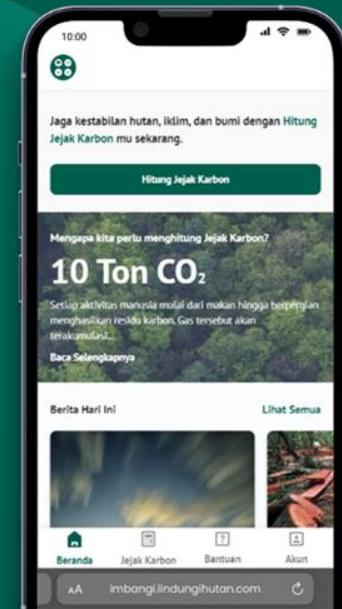 10:00
Jaga kestabilan hutan, iklim, dan bumi dengan Hitung
Jejak Karbon mu sekarang.
Hitung Jejak Karbon
Mengapa kita perlu menghitung Jejak Karbon?
10 Ton CO₂
Setiap aktivitas manusia mulai dari makan hingga berpergian
menghasilkan residu karbon. Gas tersebut akan
terakumulasi...
Baca Selengkapnya
Berita Hari Ini
Lihat Semua
Beranda
Jejak Karbon
Bantuan
Akun
AA
imbangi.lindungihutan.com